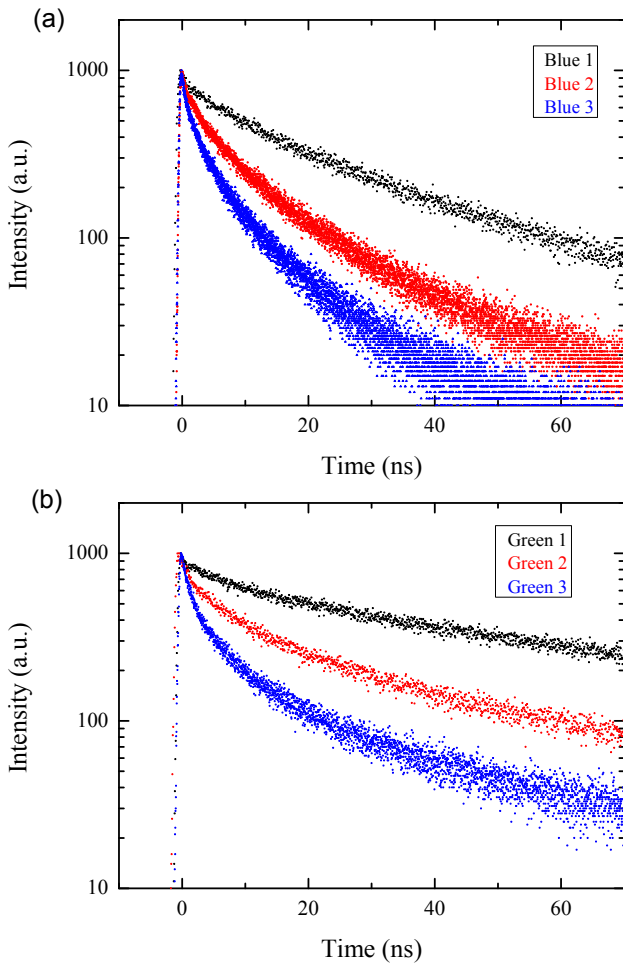 (a)
1000
100
10
Intensity (a.u.)
Blue 1
Blue 2
Blue 3
0
20
40
60
Time (ns)
(b)
1000
100
10
Intensity (a.u.)
Green 1
Green 2
Green 3
0
20
40
60
Time (ns)